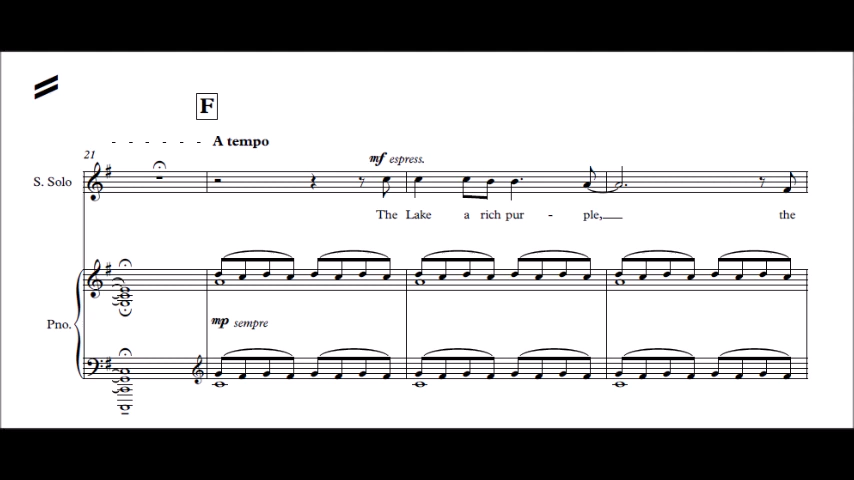 F
A tempo
21
mf espress.
S. Solo
The Lake a rich pur - ple,
the
mp sempre
Pno.